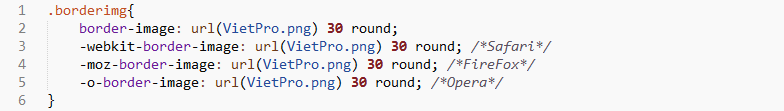 1 .borderimg{
2     border-image: url(VietPro.png) 30 round;
3     -webkit-border-image: url(VietPro.png) 30 round; /*Safari*/
4     -moz-border-image: url(VietPro.png) 30 round; /*FireFox*/
5     -o-border-image: url(VietPro.png) 30 round; /*Opera*/
6 }